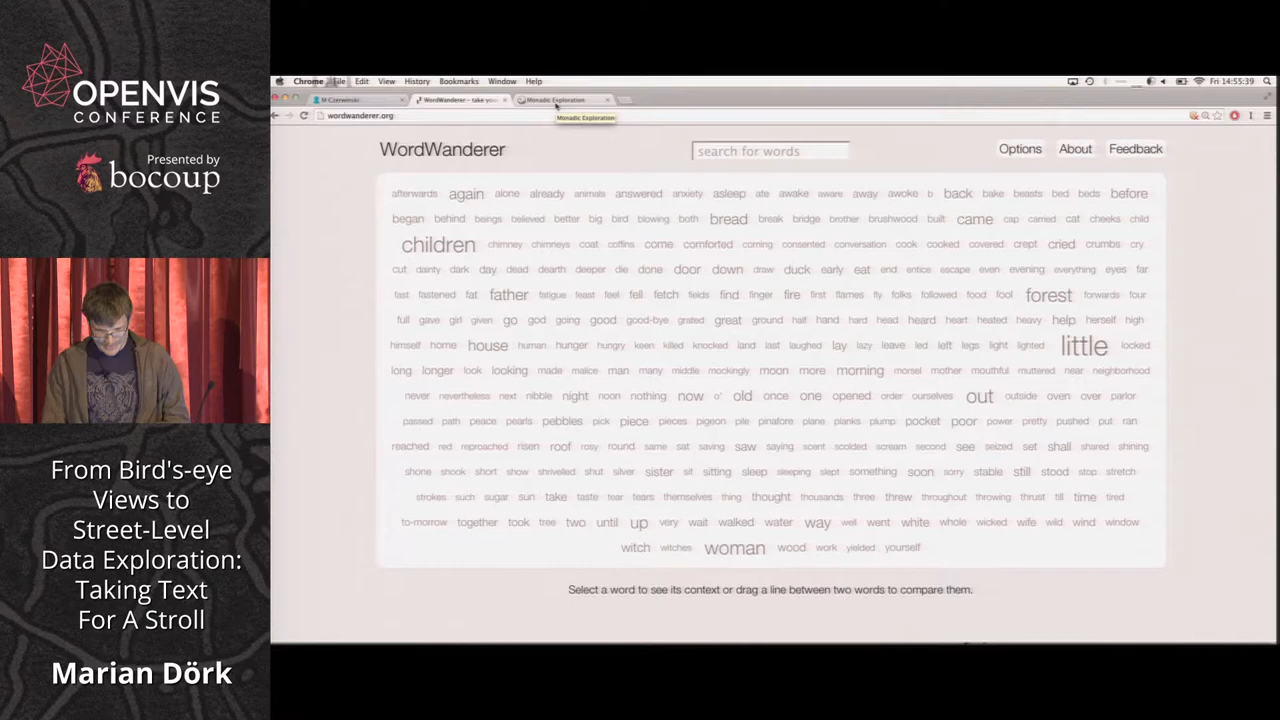 OPENVIS
CONFERENCE
Presented by
bocoup
From Bird's-eye
Views to
Street-Level
Data Exploration:
Taking Text
For A Stroll
Marian Dörk
Chrome File Edit View History Bookmarks Window Help Fri 14:55:39
M Czerwinski WordWanderer – take your Monadic Exploration
wordwanderer.org
Monadic Exploration
WordWanderer search for words Options About Feedback
afterwards again alone already animals answered anxiety asleep ate awake aware away awoke b back bake beasts bed beds before
began behind beings believed better big bird blowing both bread break bridge brother brushwood built came cap carried cat cheeks child
children chimney chimneys coat coffins come comforted coming consented conversation cook cooked covered crept cried crumbs cry
cut dainty dark day dead dearth deeper die done door down draw duck early eat end entice escape even evening everything eyes far
fast fastened fat father fatigue feast feel fell fetch fields find finger fire first flames fly folks followed food fool forest forwards four
full gave girl given go god going good good-bye grated great ground half hand hard head heard heart heated heavy help herself high
himself home house human hunger hungry keen killed knocked land last laughed lay lazy leave led left legs light lighted little locked
long longer look looking made malice man many middle mockingly moon more morning morsel mother mouthful muttered near neighborhood
never nevertheless next nibble night noon nothing now o' old once one opened order ourselves out outside oven over parlor
passed path peace pearls pebbles pick piece pieces pigeon pile pinafore plane planks plump pocket poor power pretty pushed put ran
reached red reproached risen roof rosy round same sat saving saw saying scanty scolded scream second see seized set shall shared shining
shone shook short show shrivelled shut silver sister sit sitting sleep sleeping slept something soon sorry stable still stood stop stretch
strokes such sugar sun take taste tear tears themselves thing thought thousands three threw throughout throwing thrust till time tired
to-morrow together took tree two until up very wait walked water way well went white whole wicked wife wild wind window
witch witches woman wood work yielded yourself
Select a word to see its context or drag a line between two words to compare them.